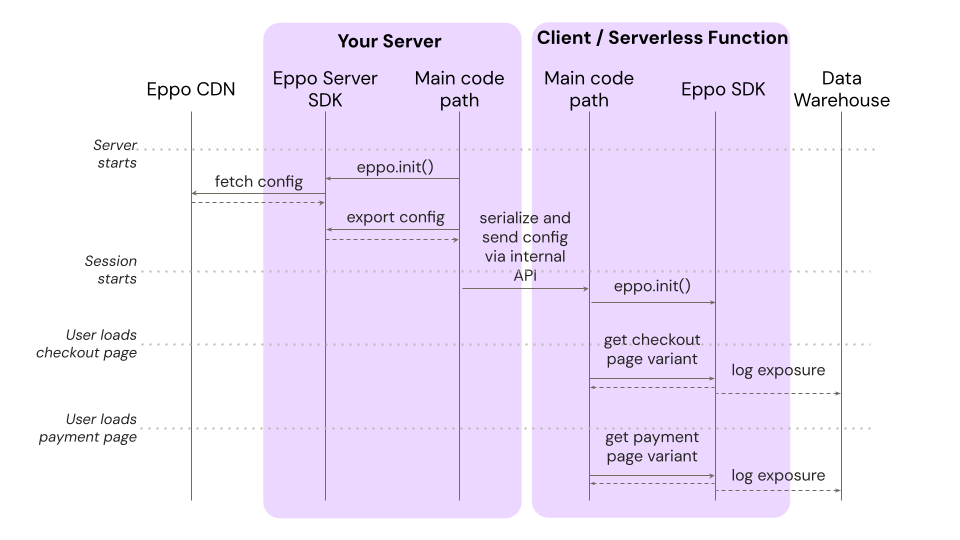 Your Server
Client / Serverless Function
Eppo CDN
Eppo Server
SDK
Main code
path
Main code
path
Eppo SDK
Data
Warehouse
Server
starts
eppo.init()
fetch config
export config
serialize and
send config
via internal
API
Session
starts
eppo.init()
User loads
checkout page
get checkout
page variant
log exposure
User loads
payment page
get payment
page variant
log exposure